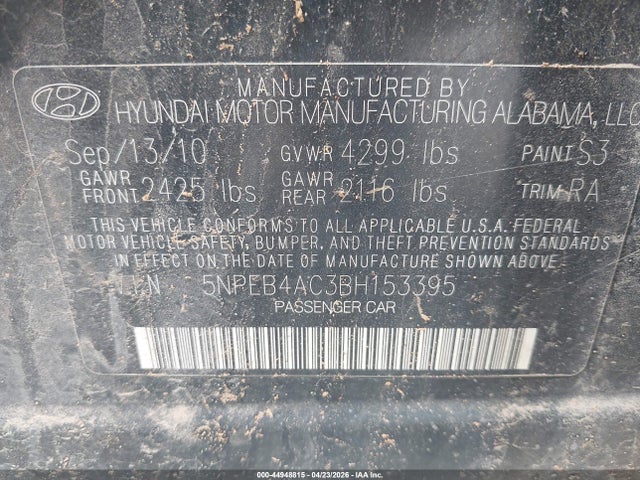 MANUFACTURED BY
HYUNDAI MOTOR MANUFACTURING ALABAMA, LLC
Sep/13/10 GVWR 4299 lbs PAINT S3
GAWR FRONT 2425 lbs GAWR REAR 2116 lbs TRIM RA
THIS VEHICLE CONFORMS TO ALL APPLICABLE U.S.A. FEDERAL
MOTOR VEHICLE SAFETY, BUMPER, AND THEFT PREVENTION STANDARDS
IN EFFECT ON THE DATE OF MANUFACTURE SHOWN ABOVE
5NPEB4AC3BH153395
PASSENGER CAR
000-44948815 - 04/23/2026 - IAAI.COM